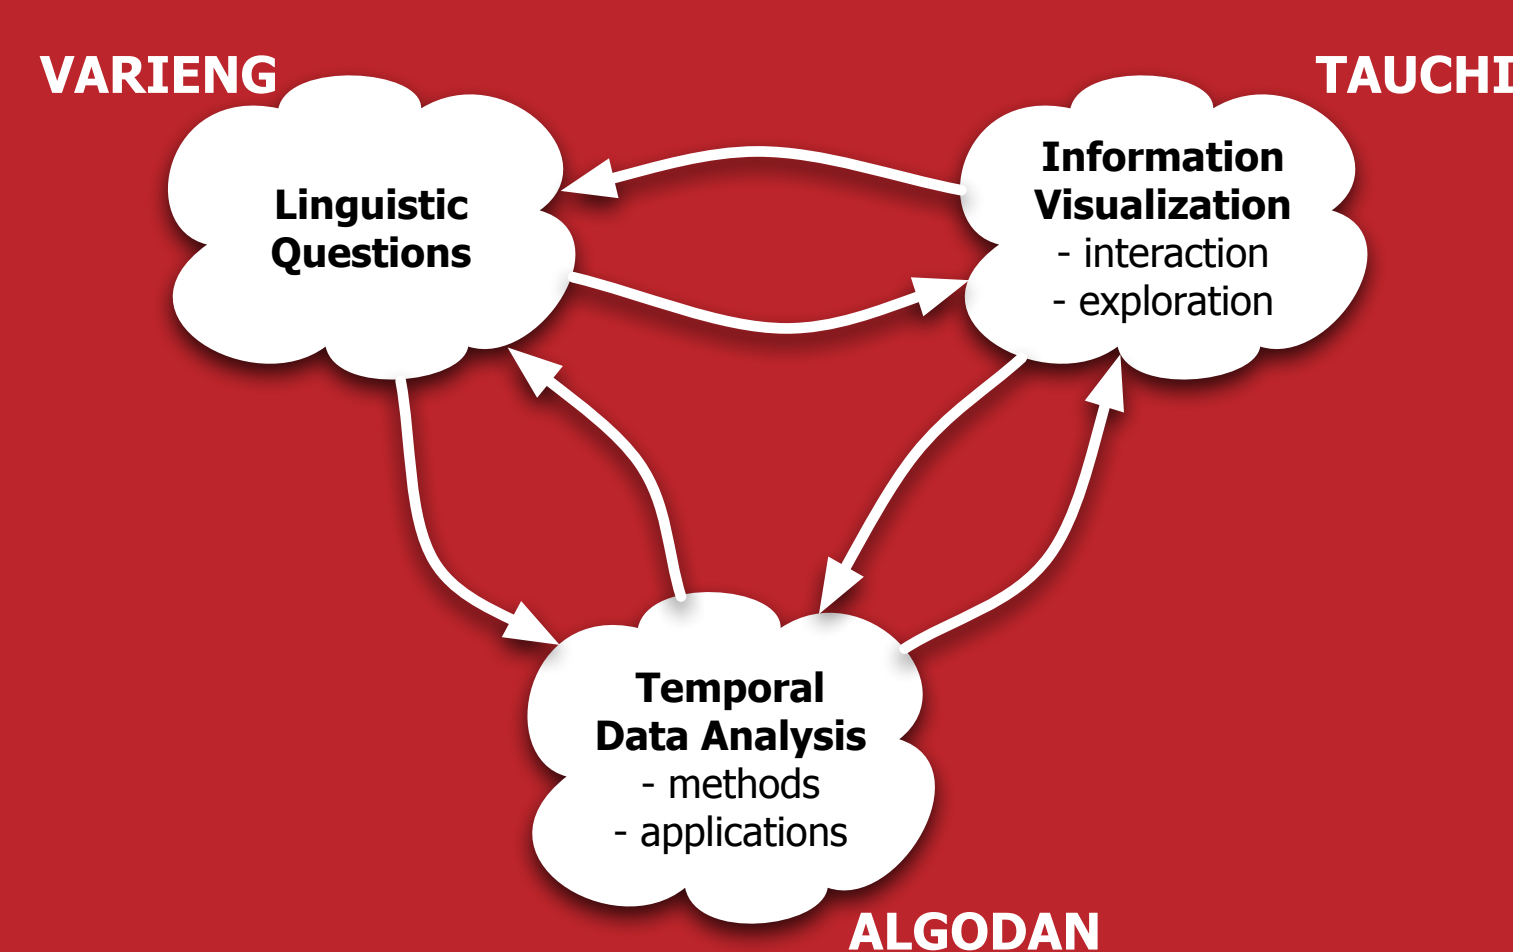 VARIENG
TAUCHI
Linguistic
Questions
Information
Visualization
- interaction
- exploration
Temporal
Data Analysis
- methods
- applications
ALGODAN